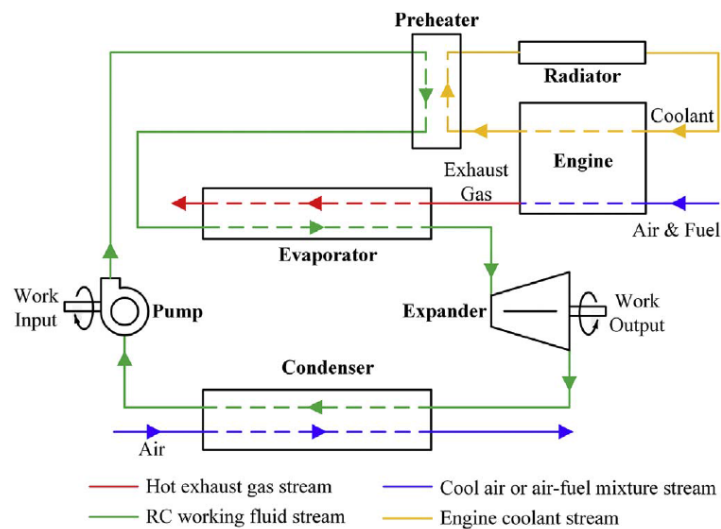 Preheater
Radiator
Coolant
Engine
Exhaust
Gas
Air & Fuel
Evaporator
Work
Input
Pump
Expander
Work
Output
Condenser
Air
Hot exhaust gas stream
Cool air or air-fuel mixture stream
RC working fluid stream
Engine coolant stream